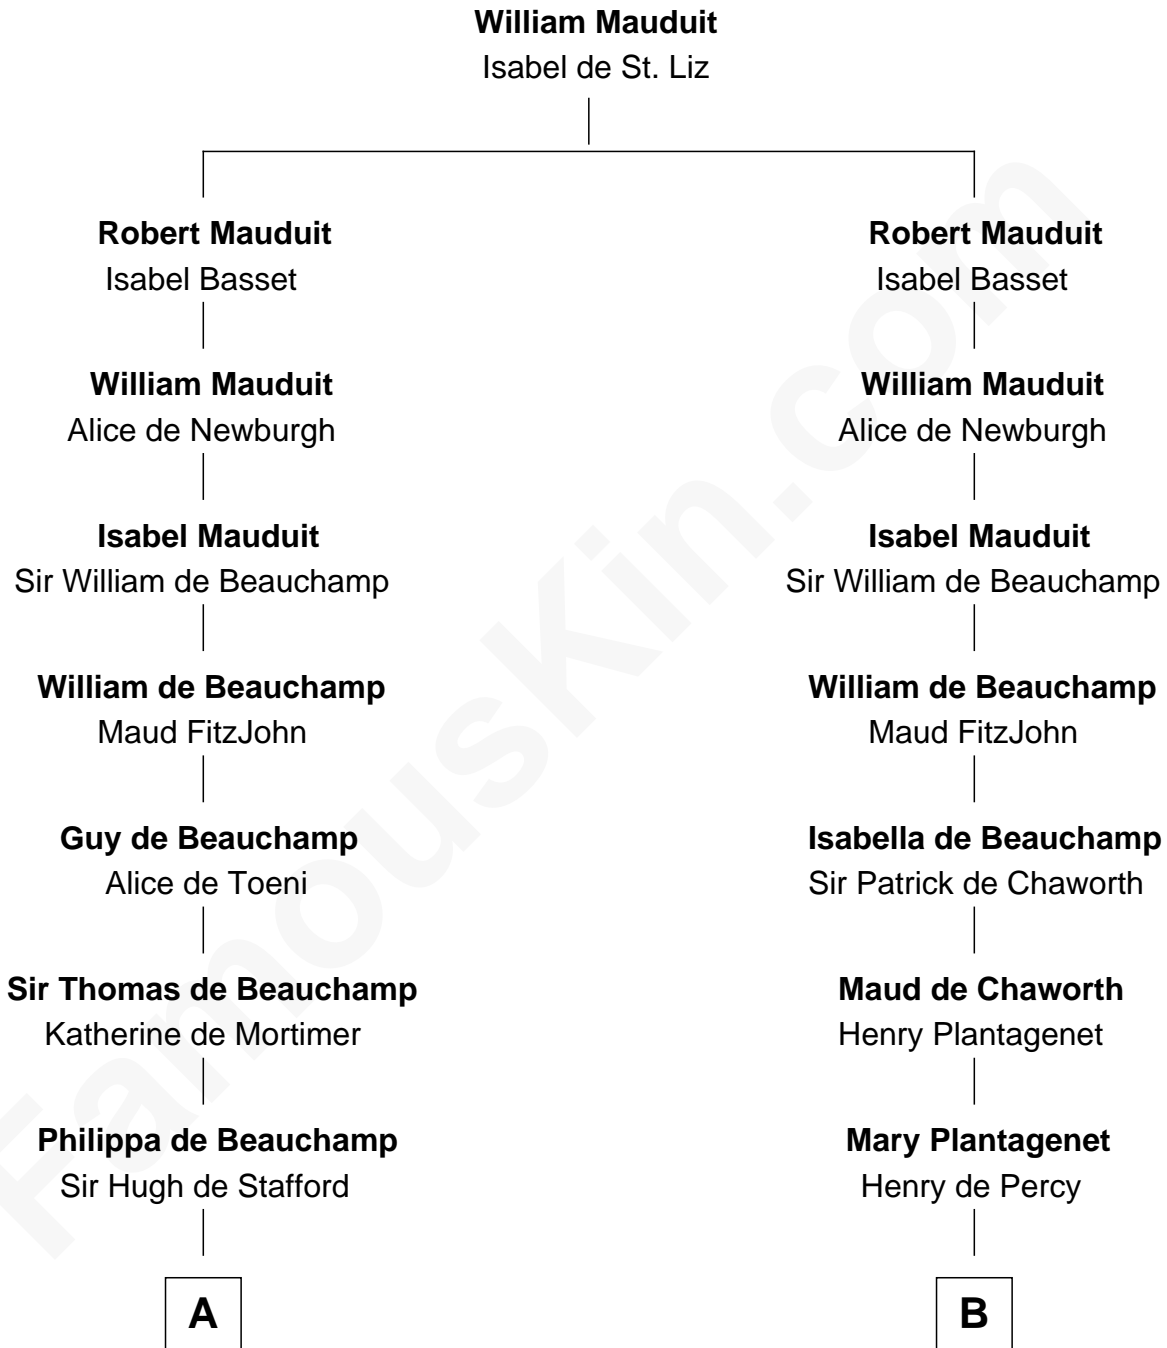 William Mauduit
Isabel de St. Liz
Robert Mauduit
Isabel Basset
William Mauduit
Alice de Newburgh
Isabel Mauduit
Sir William de Beauchamp
William de Beauchamp
Maud FitzJohn
Guy de Beauchamp
Alice de Toeni
Sir Thomas de Beauchamp
Katherine de Mortimer
Philippa de Beauchamp
Sir Hugh de Stafford
A
Robert Mauduit
Isabel Basset
William Mauduit
Alice de Newburgh
Isabel Mauduit
Sir William de Beauchamp
William de Beauchamp
Maud FitzJohn
Isabella de Beauchamp
Sir Patrick de Chaworth
Maud de Chaworth
Henry Plantagenet
Mary Plantagenet
Henry de Percy
B
FamousKin.com